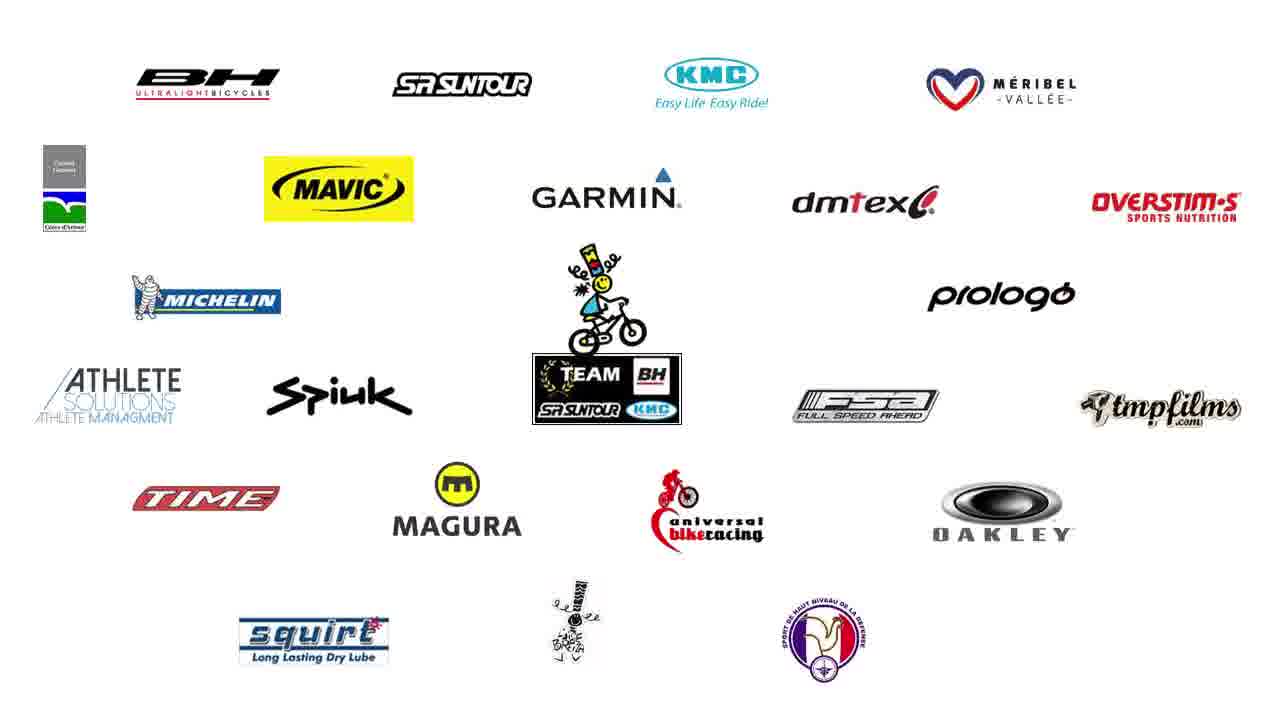 BH
ULTRALIGHTBICYCLES
SR SUNTOUR
KMC
Easy Life Easy Ride!
MÉRIBEL
-VALLÉE-
Conseil
Général
Côtes d'Armor
MAVIC®
GARMIN®
dmtex®
OVERSTIM·S®
SPORTS NUTRITION
MICHELIN
prologo
TEAM BH
SR SUNTOUR KMC
ATHLETE
SOLUTIONS
ATHLETE MANAGMENT
Spiuk
FSA
FULL SPEED AHEAD
tmpfilms
.com
TIME
MAGURA
universal
bikeracing
OAKLEY
squirt
Long Lasting Dry Lube
SPORT DE HAUT NIVEAU DE LA DÉFENSE